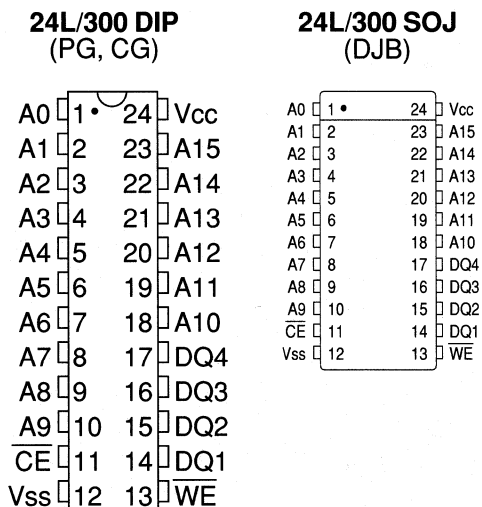 24L/300 DIP
(PG, CG)
A0 1 24 Vcc
A1 2 23 A15
A2 3 22 A14
A3 4 21 A13
A4 5 20 A12
A5 6 19 A11
A6 7 18 A10
A7 8 17 DQ4
A8 9 16 DQ3
A9 10 15 DQ2
C̅E̅ 11 14 DQ1
Vss 12 13 W̅E̅
24L/300 SOJ
(DJB)
A0 1 24 Vcc
A1 2 23 A15
A2 3 22 A14
A3 4 21 A13
A4 5 20 A12
A5 6 19 A11
A6 7 18 A10
A7 8 17 DQ4
A8 9 16 DQ3
A9 10 15 DQ2
C̅E̅ 11 14 DQ1
Vss 12 13 W̅E̅